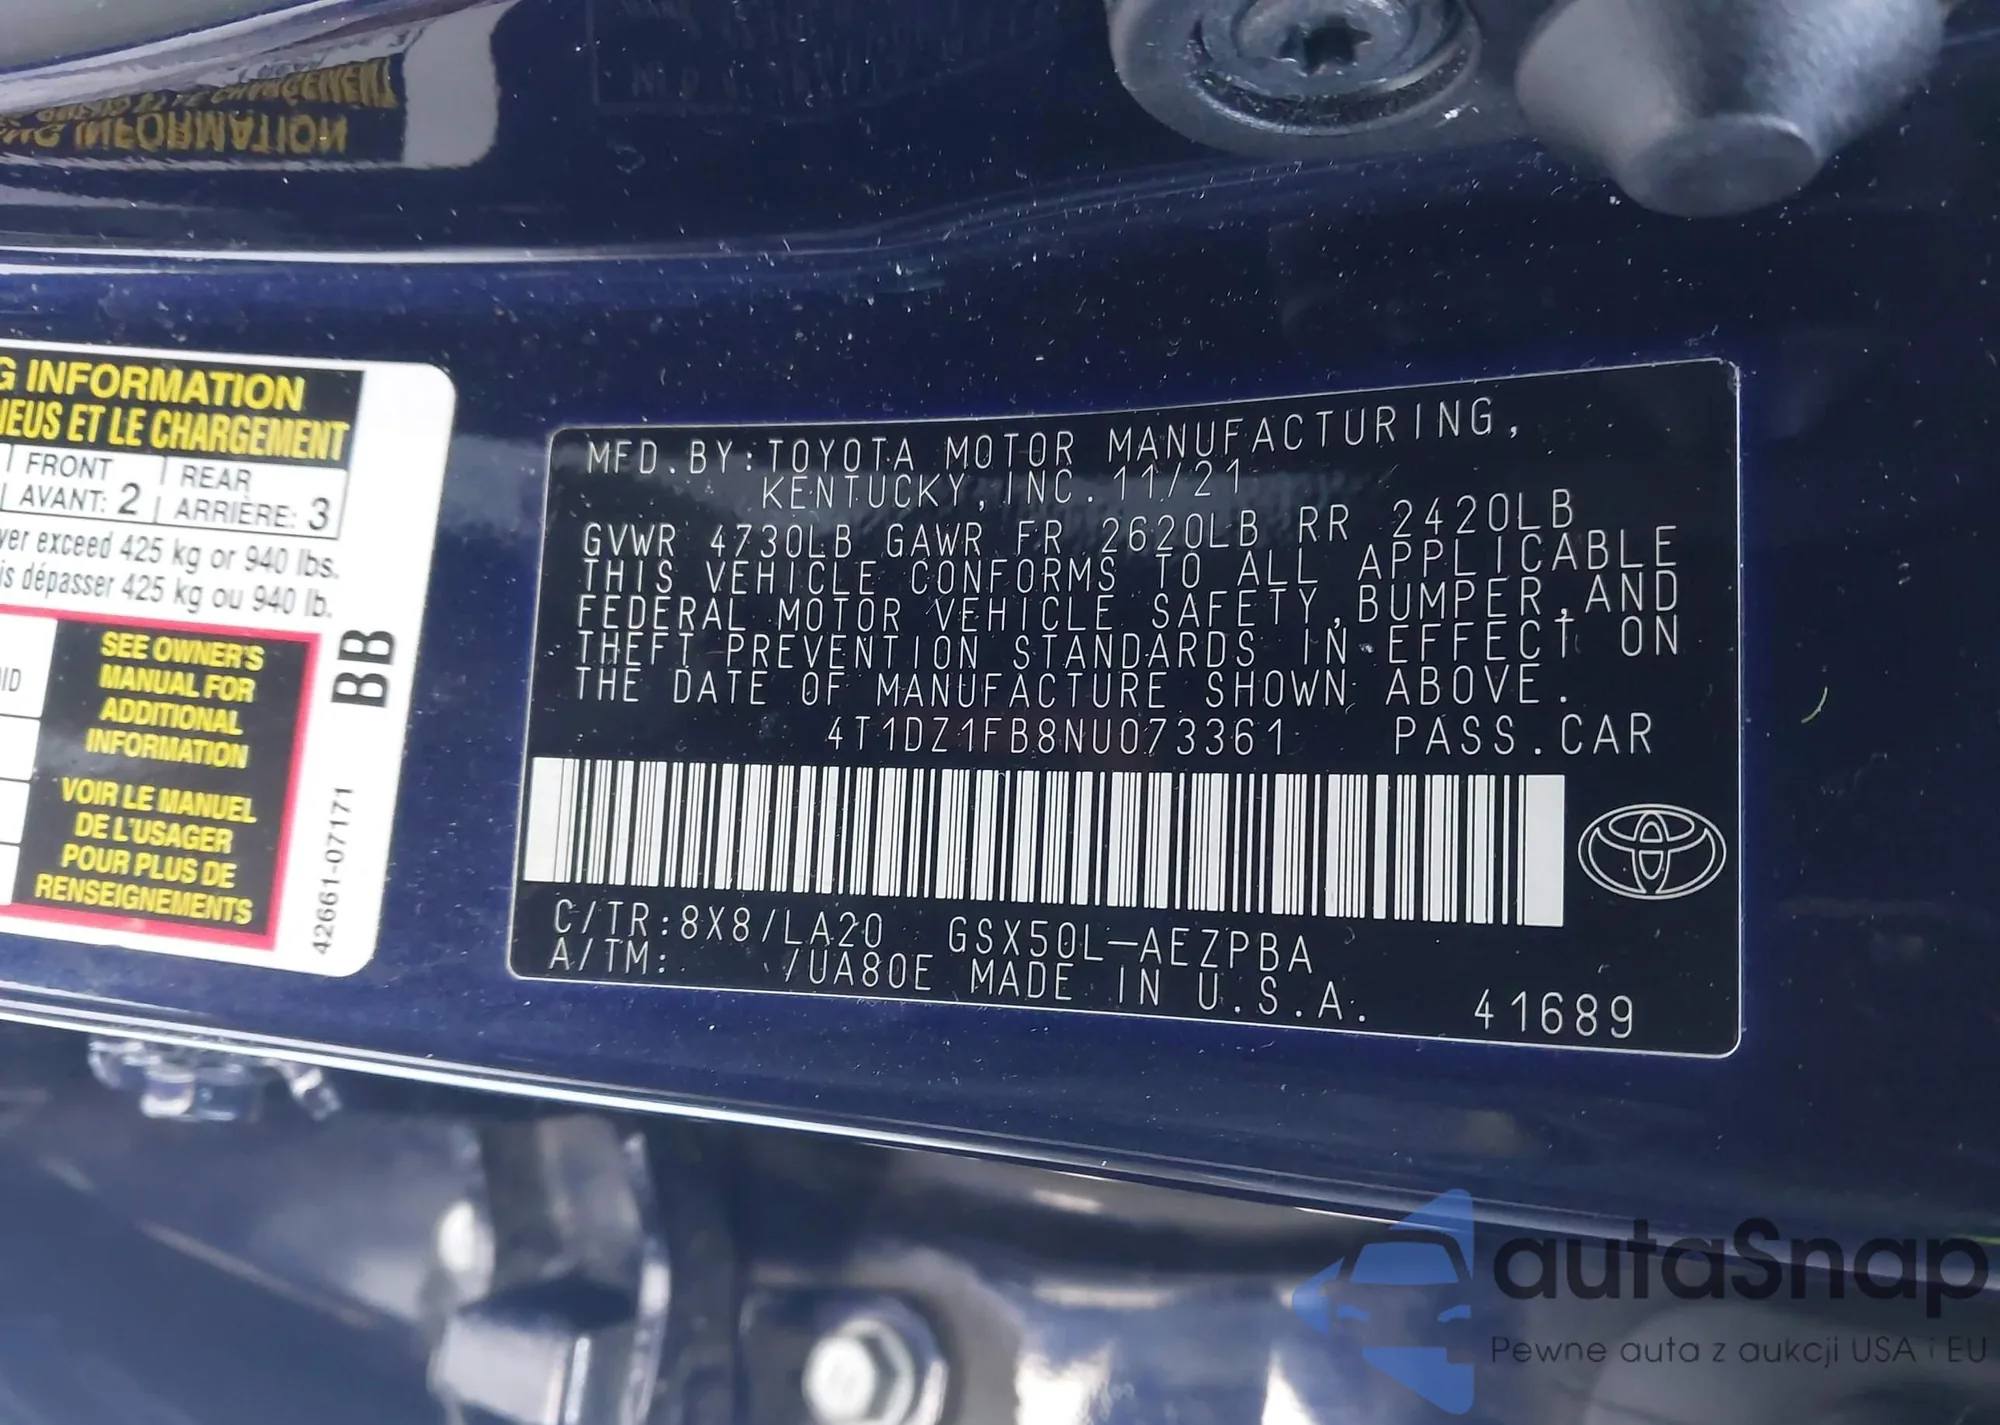 G INFORMATION
NEUS ET LE CHARGEMENT
FRONT
AVANT: 2
REAR
ARRIÈRE: 3
ver exceed 425 kg or 940 lbs.
is dépasser 425 kg ou 940 lb.
SEE OWNER'S
MANUAL FOR
ADDITIONAL
INFORMATION
VOIR LE MANUEL
DE L'USAGER
POUR PLUS DE
RENSEIGNEMENTS
BB
42661-07171
MFD.BY:TOYOTA MOTOR MANUFACTURING,
KENTUCKY,INC.11/21
GVWR 4730LB GAWR FR 2620LB RR 2420LB
THIS VEHICLE CONFORMS TO ALL APPLICABLE
FEDERAL MOTOR VEHICLE SAFETY,BUMPER,AND
THEFT PREVENTION STANDARDS IN EFFECT ON
THE DATE OF MANUFACTURE SHOWN ABOVE.
4T1DZ1FB8NU073361 PASS.CAR
C/TR:8X8/LA20 GSX50L-AEZPBA
A/TM: /UA80E MADE IN U.S.A. 41689
autaSnap
Pewne auta z aukcji USA i EU